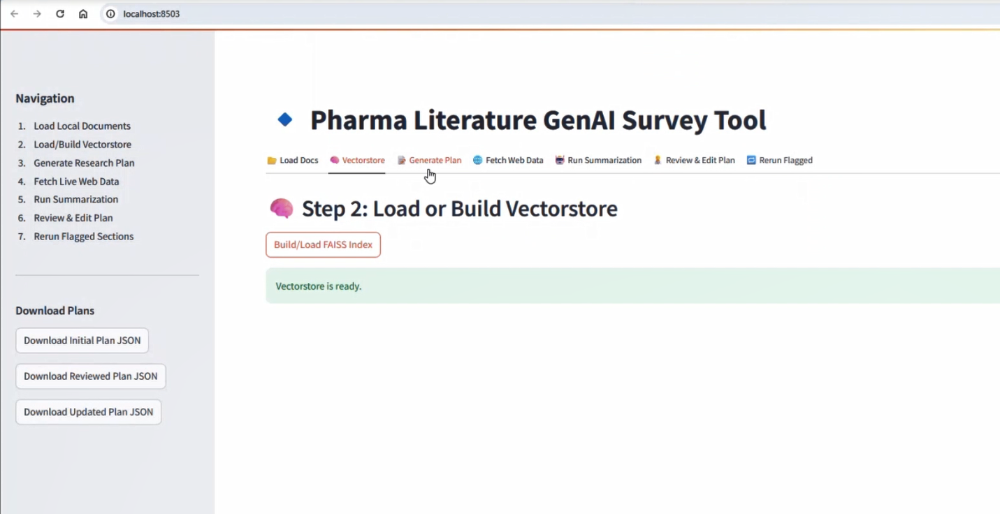 localhost:8503
Navigation
1. Load Local Documents
2. Load/Build Vectorstore
3. Generate Research Plan
4. Fetch Live Web Data
5. Run Summarization
6. Review & Edit Plan
7. Rerun Flagged Sections
Download Plans
Download Initial Plan JSON
Download Reviewed Plan JSON
Download Updated Plan JSON
Pharma Literature GenAI Survey Tool
Load Docs Vectorstore Generate Plan Fetch Web Data Run Summarization Review & Edit Plan Rerun Flagged
Step 2: Load or Build Vectorstore
Build/Load FAISS Index
Vectorstore is ready.